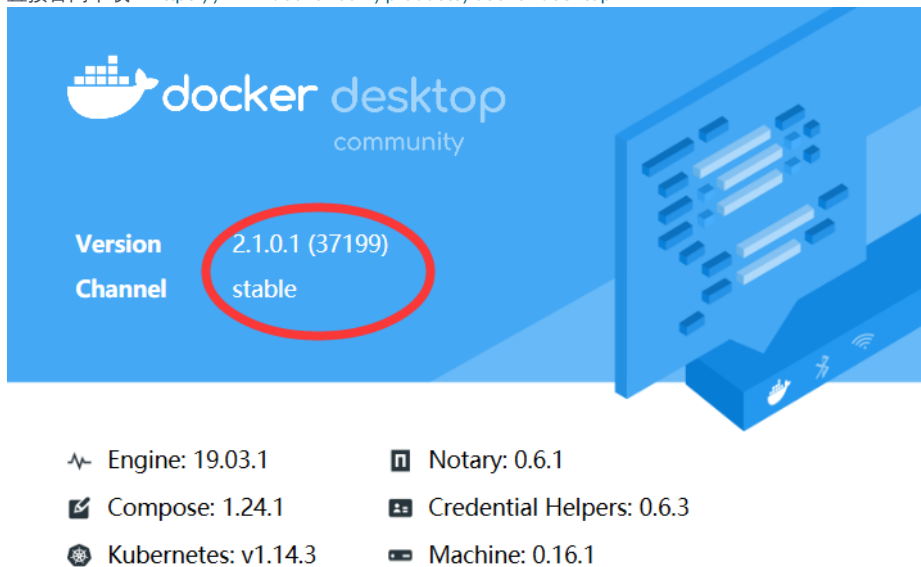 docker desktop
community
Version 2.1.0.1 (37199)
Channel stable
Engine: 19.03.1
Notary: 0.6.1
Compose: 1.24.1
Credential Helpers: 0.6.3
Kubernetes: v1.14.3
Machine: 0.16.1